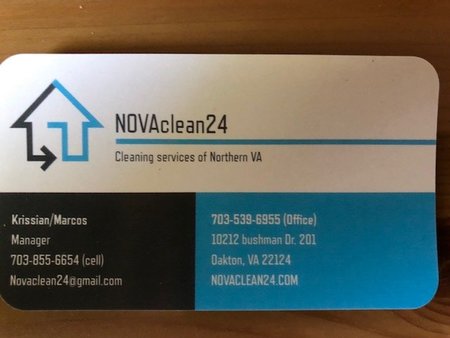 NOVAclean24
Cleaning services of Northern VA
Krissian/Marcos
Manager
703-855-6654 (cell)
Novaclean24@gmail.com
703-539-6955 (Office)
10212 bushman Dr. 201
Oakton, VA 22124
NOVACLEAN24.COM